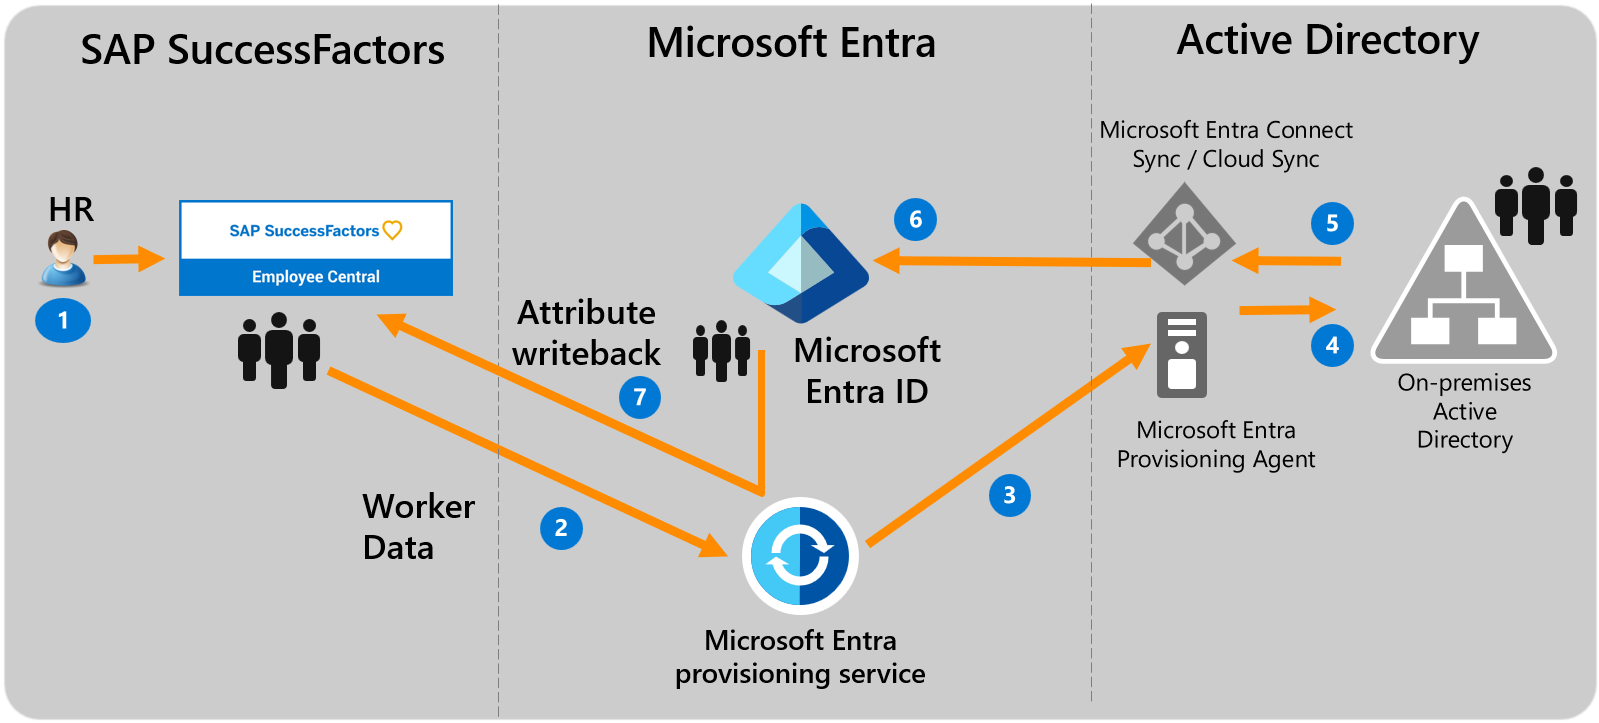 SAP SuccessFactors
Microsoft Entra
Active Directory
Microsoft Entra Connect
Sync / Cloud Sync
HR
SAP SuccessFactors
Employee Central
1
6
5
4
Attribute
writeback
7
Microsoft
Entra ID
On-premises
Active
Directory
Microsoft Entra
Provisioning Agent
3
Worker
Data
2
Microsoft Entra
provisioning service